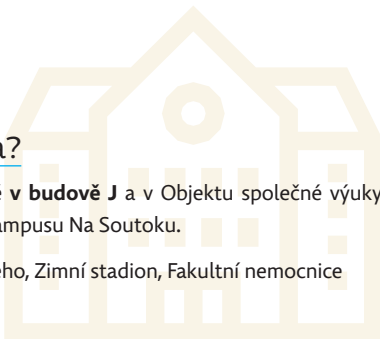 a?
v budově J a v Objektu společné výuky
ampusu Na Soutoku.
ého, Zimní stadion, Fakultní nemocnice